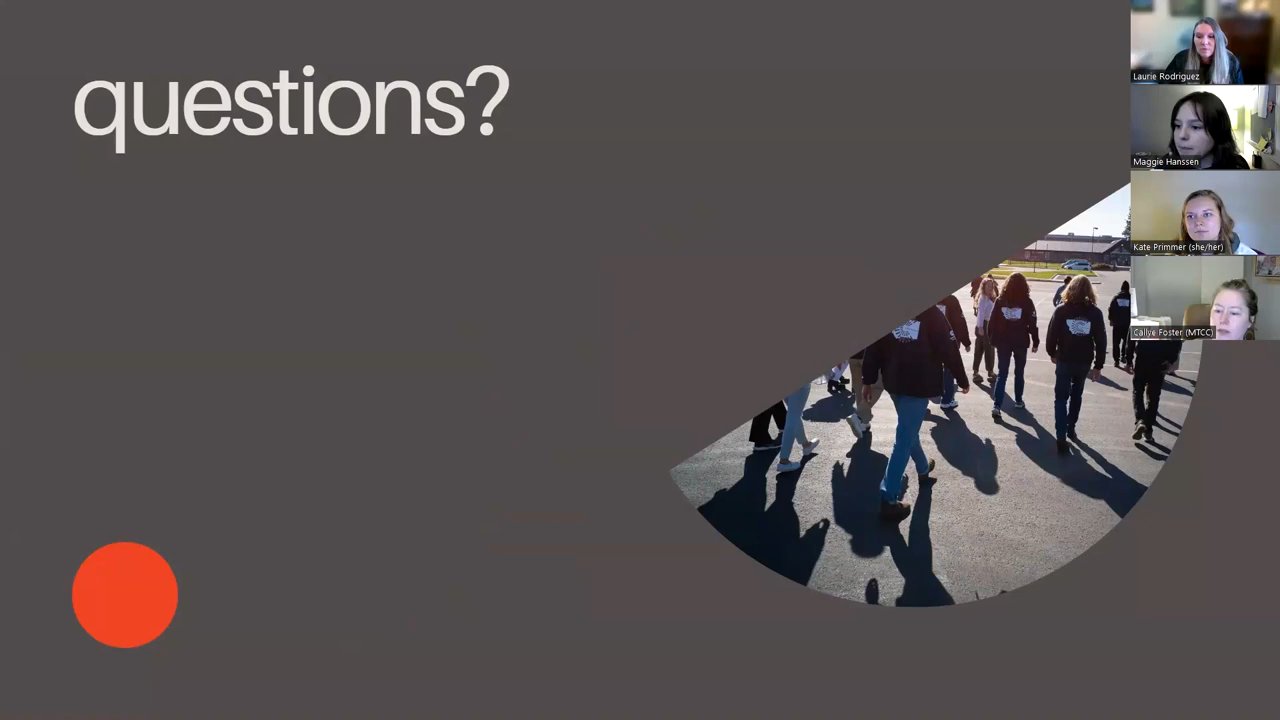 questions?
Laurie Rodriguez
Maggie Hanssen
Kate Primmer (she/her)
Callye Foster (MTCC)